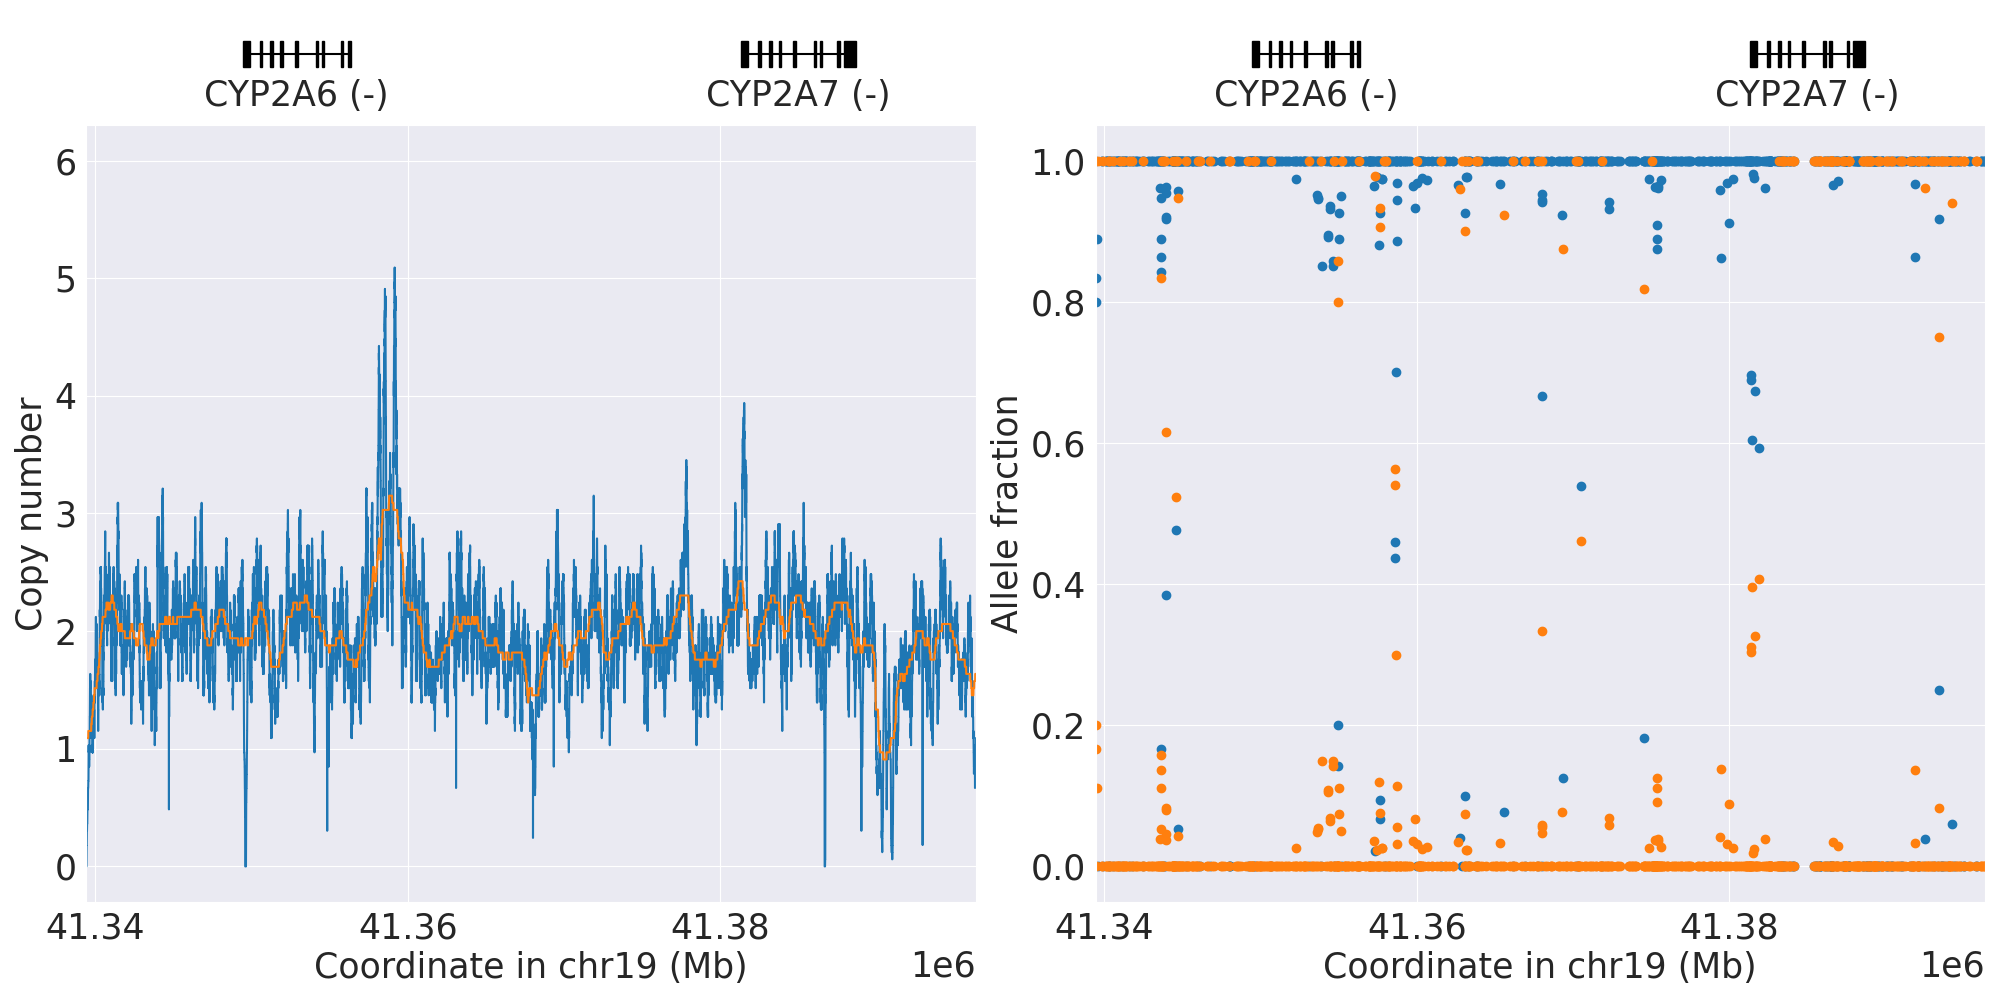 CYP2A6 (-)
CYP2A7 (-)
6
5
4
3
2
1
0
Copy number
41.34
41.36
41.38
Coordinate in chr19 (Mb)
1e6
CYP2A6 (-)
CYP2A7 (-)
1.0
0.8
0.6
0.4
0.2
0.0
Allele fraction
41.34
41.36
41.38
Coordinate in chr19 (Mb)
1e6